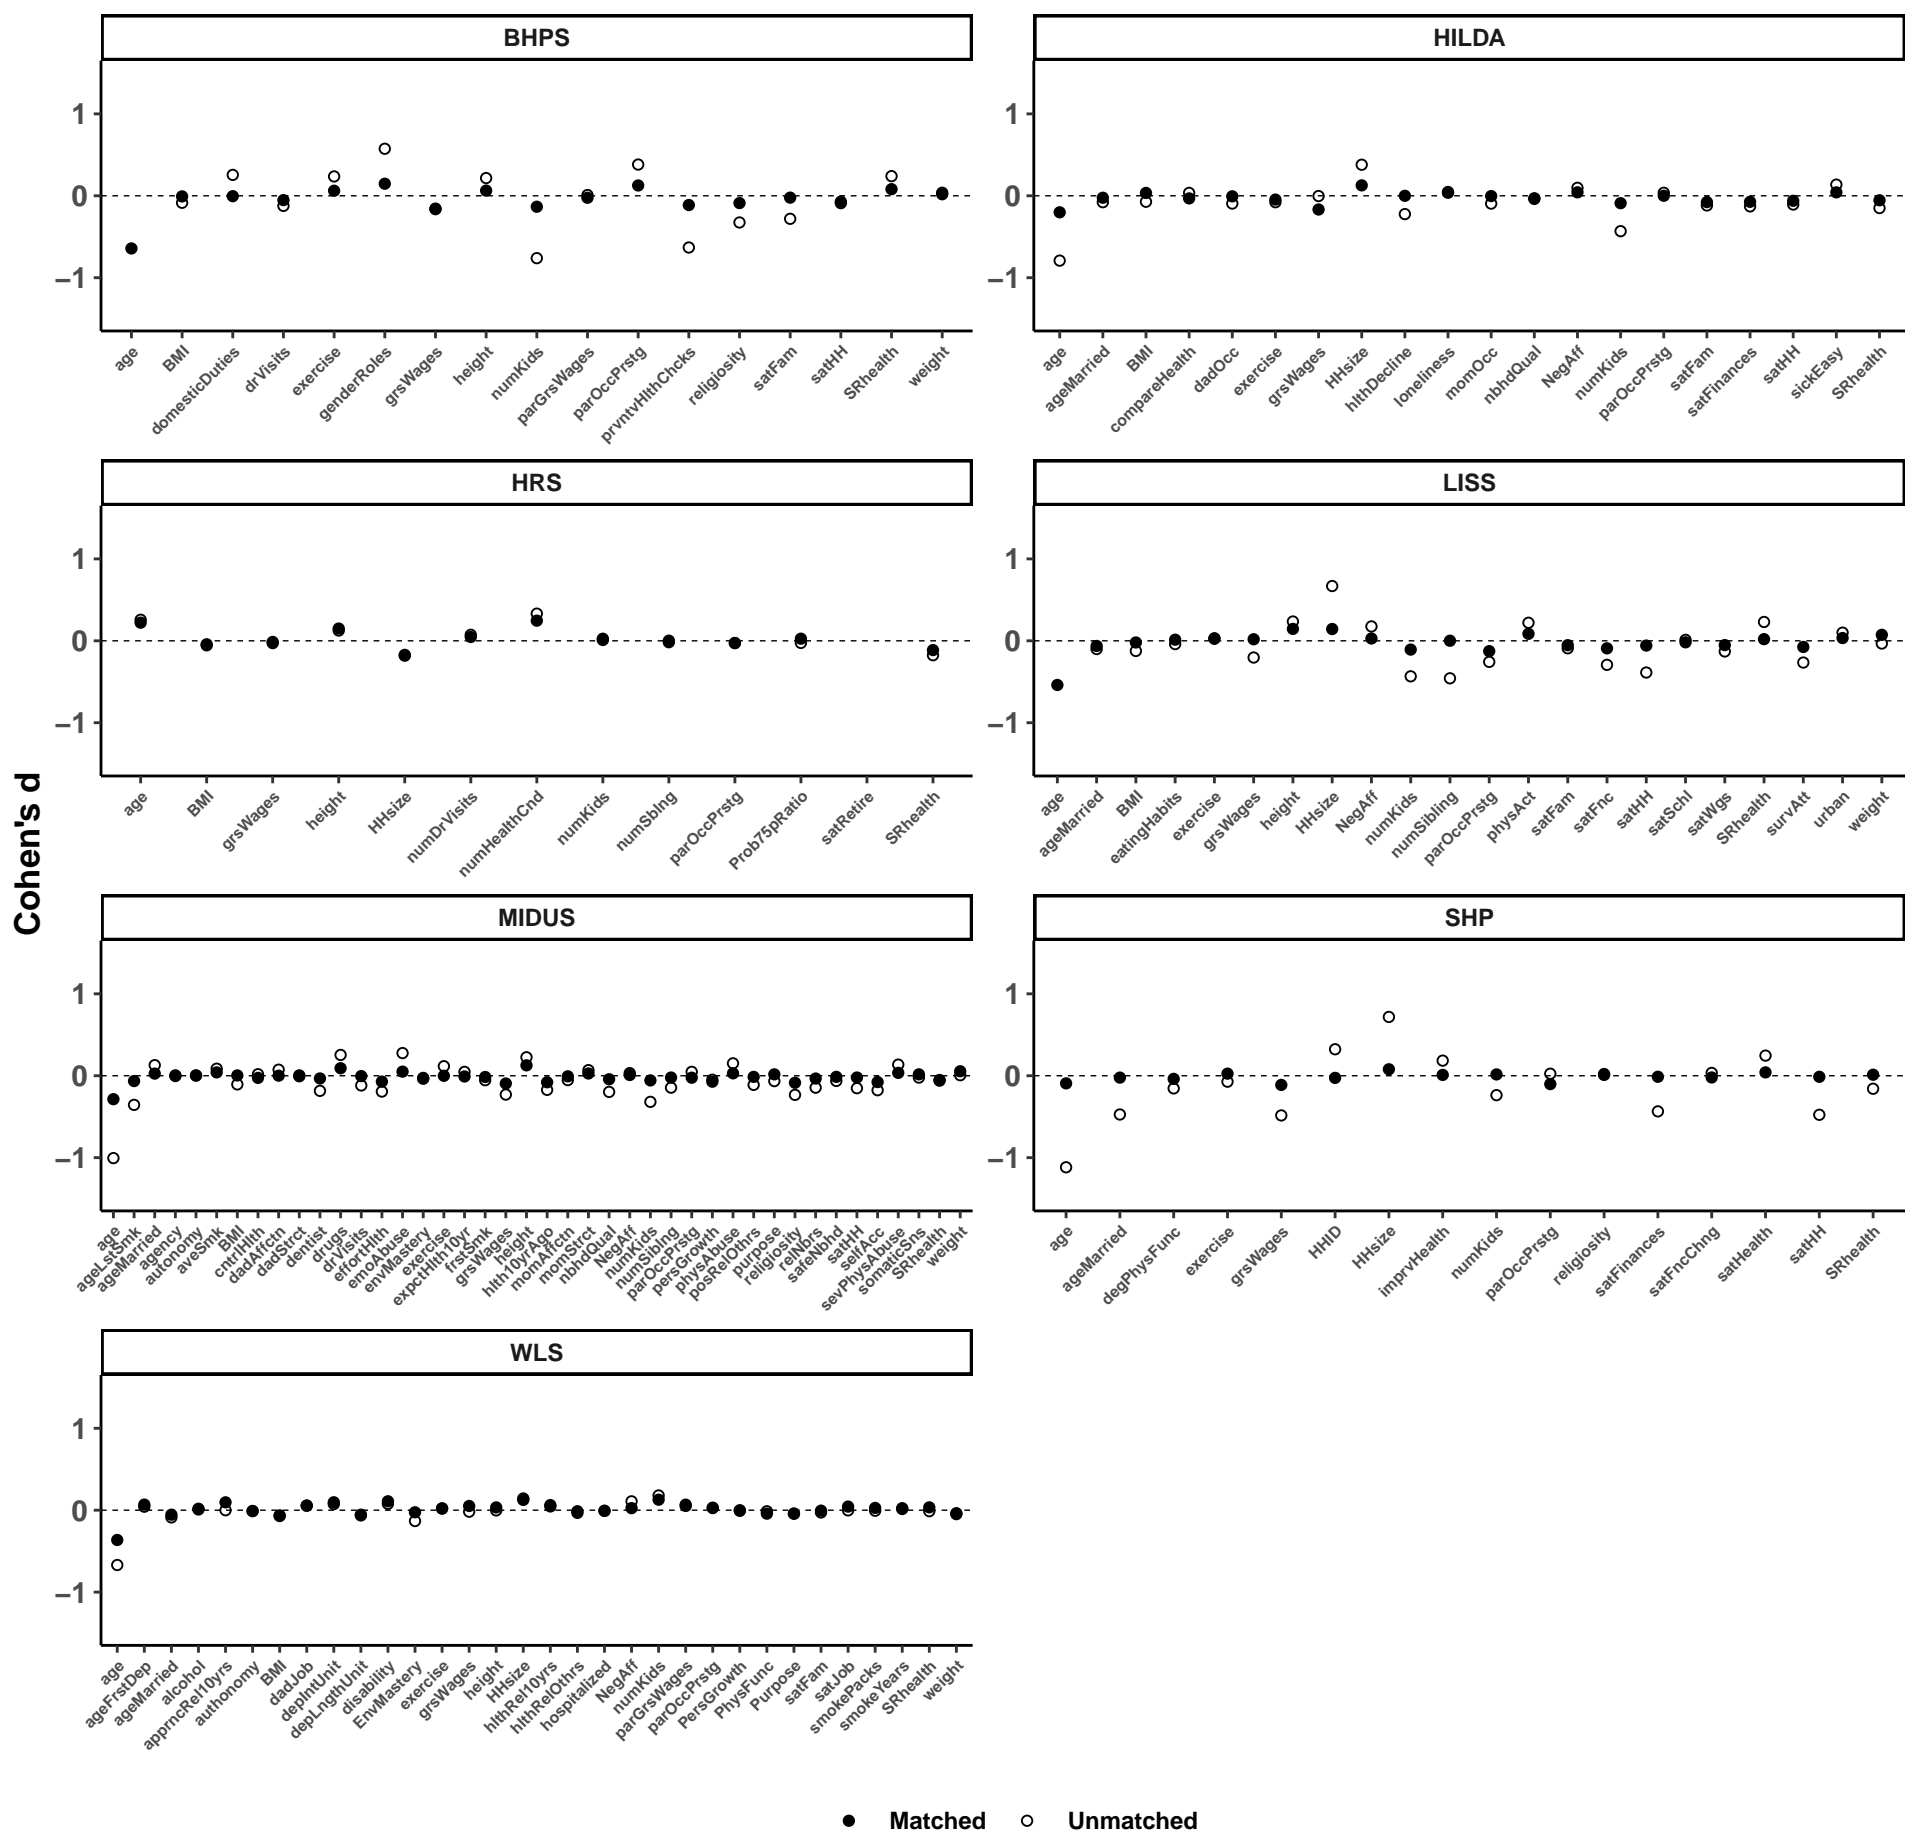 BHPS
1
0
−1
age
BMI
domesticDuties
drVisits
exercise
genderRoles
grsWages
height
numKids
parGrsWages
parOccPrstg
prvntvHlthChcks
religiosity
satFam
satHH
SRhealth
weight
HILDA
1
0
−1
age
ageMarried
BMI
compareHealth
dadOcc
exercise
grsWages
HHsize
hlthDecline
loneliness
momOcc
nbhdQual
NegAff
numKids
parOccPrstg
satFam
satFinances
satHH
sickEasy
SRhealth
HRS
1
0
−1
age
BMI
grsWages
height
HHsize
numDrVisits
numHealthCnd
numKids
numSblng
parOccPrstg
Prob75pRatio
satRetire
SRhealth
LISS
1
0
−1
age
ageMarried
BMI
eatingHabits
exercise
grsWages
height
HHsize
NegAff
numKids
numSibling
parOccPrstg
physAct
satFam
satFnc
satHH
satSchl
satWgs
SRhealth
survAtt
urban
weight
Cohen's d
MIDUS
1
0
−1
age
ageLstSmk
ageMarried
agency
autonomy
aveSmk
BMI
cntrlHlth
dadAffctn
dadStrct
dentist
drugs
drVisits
effortHlth
emoAbuse
envMastery
exercise
expctHlth10yr
frstSmk
grsWages
height
hlth10yrAgo
momAffctn
momStrct
nbhdQual
NegAff
numKids
numSiblng
parOccPrstg
persGrowth
physAbuse
posRelOthrs
purpose
religiosity
relNbrs
safeNbhd
satHH
selfAcc
sevPhysAbuse
somaticSns
SRhealth
weight
SHP
1
0
−1
age
ageMarried
degPhysFunc
exercise
grsWages
HHID
HHsize
imprvHealth
numKids
parOccPrstg
religiosity
satFinances
satFncChng
satHealth
satHH
SRhealth
WLS
1
0
−1
age
ageFrstDep
ageMarried
alcohol
apprncRel10yrs
authonomy
BMI
dadJob
depIntUnit
depLngthUnit
disability
EnvMastery
exercise
grsWages
height
HHsize
hlthRel10yrs
hlthRelOthrs
hospitalized
NegAff
numKids
parGrsWages
parOccPrstg
PersGrowth
PhysFunc
Purpose
satFam
satJob
smokePacks
smokeYears
SRhealth
weight
Matched
Unmatched